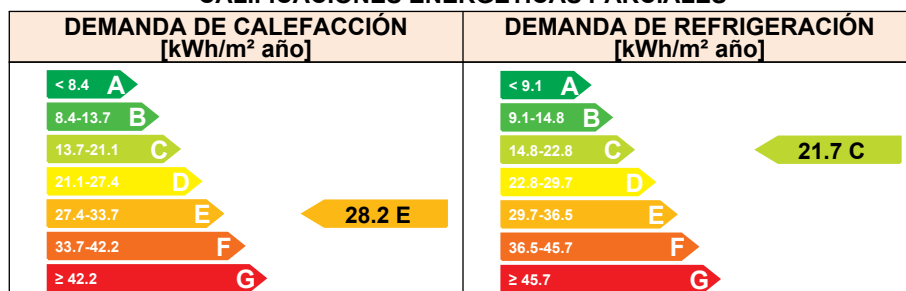 CALIFICACIONES ENERGÉTICAS PARCIALES
DEMANDA DE CALEFACCIÓN
[kWh/m² año]
< 8.4 A
8.4-13.7 B
13.7-21.1 C
21.1-27.4 D
27.4-33.7 E
28.2 E
33.7-42.2 F
≥ 42.2 G
DEMANDA DE REFRIGERACIÓN
[kWh/m² año]
< 9.1 A
9.1-14.8 B
14.8-22.8 C
21.7 C
22.8-29.7 D
29.7-36.5 E
36.5-45.7 F
≥ 45.7 G